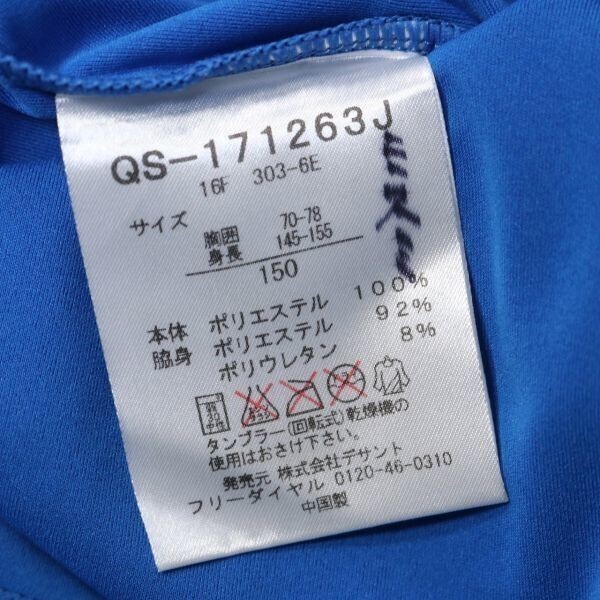 QS-171263J
16F 303-6E
サイズ
胸囲 70-78
身長 145-155
150
本体 ポリエステル 100%
脇身 ポリエステル 92%
ポリウレタン 8%
タンブラー(回転式)乾燥機の
使用はおさけ下さい。
発売元 株式会社デサント
フリーダイヤル 0120-46-0310
中国製